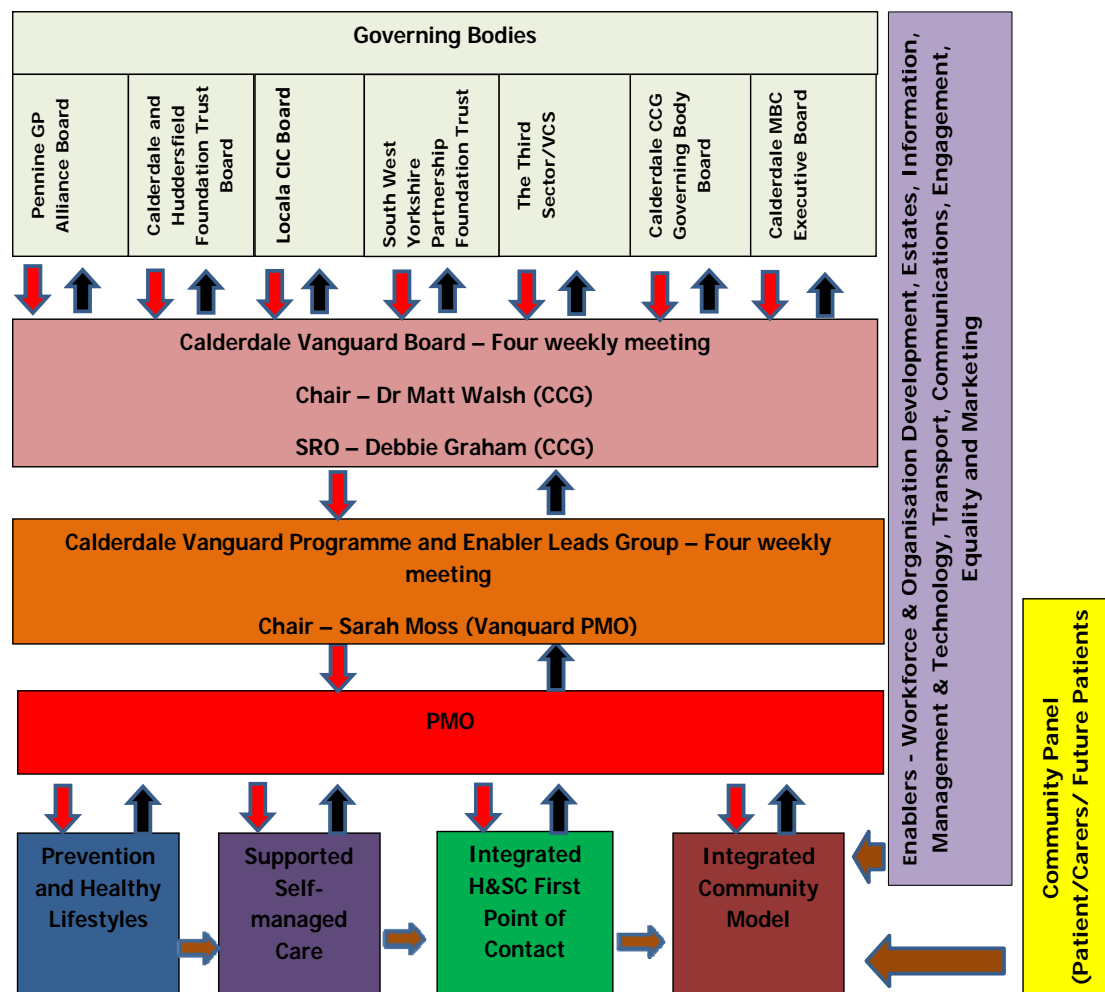 Governing Bodies
Pennine GP
Alliance Board
Calderdale and
Huddersfield
Foundation Trust
Board
Locala CIC Board
South West
Yorkshire
Partnership
Foundation Trust
The Third
Sector/VCS
Calderdale CCG
Governing Body
Board
Calderdale MBC
Executive Board
Calderdale Vanguard Board – Four weekly meeting
Chair – Dr Matt Walsh (CCG)
SRO – Debbie Graham (CCG)
Calderdale Vanguard Programme and Enabler Leads Group – Four weekly
meeting
Chair – Sarah Moss (Vanguard PMO)
PMO
Prevention
and Healthy
Lifestyles
Supported
Self-
managed
Care
Integrated
H&SC First
Point of
Contact
Integrated
Community
Model
Enablers - Workforce & Organisation Development, Estates, Information,
Management & Technology, Transport, Communications, Engagement,
Equality and Marketing
Community Panel
(Patient/Carers/ Future Patients